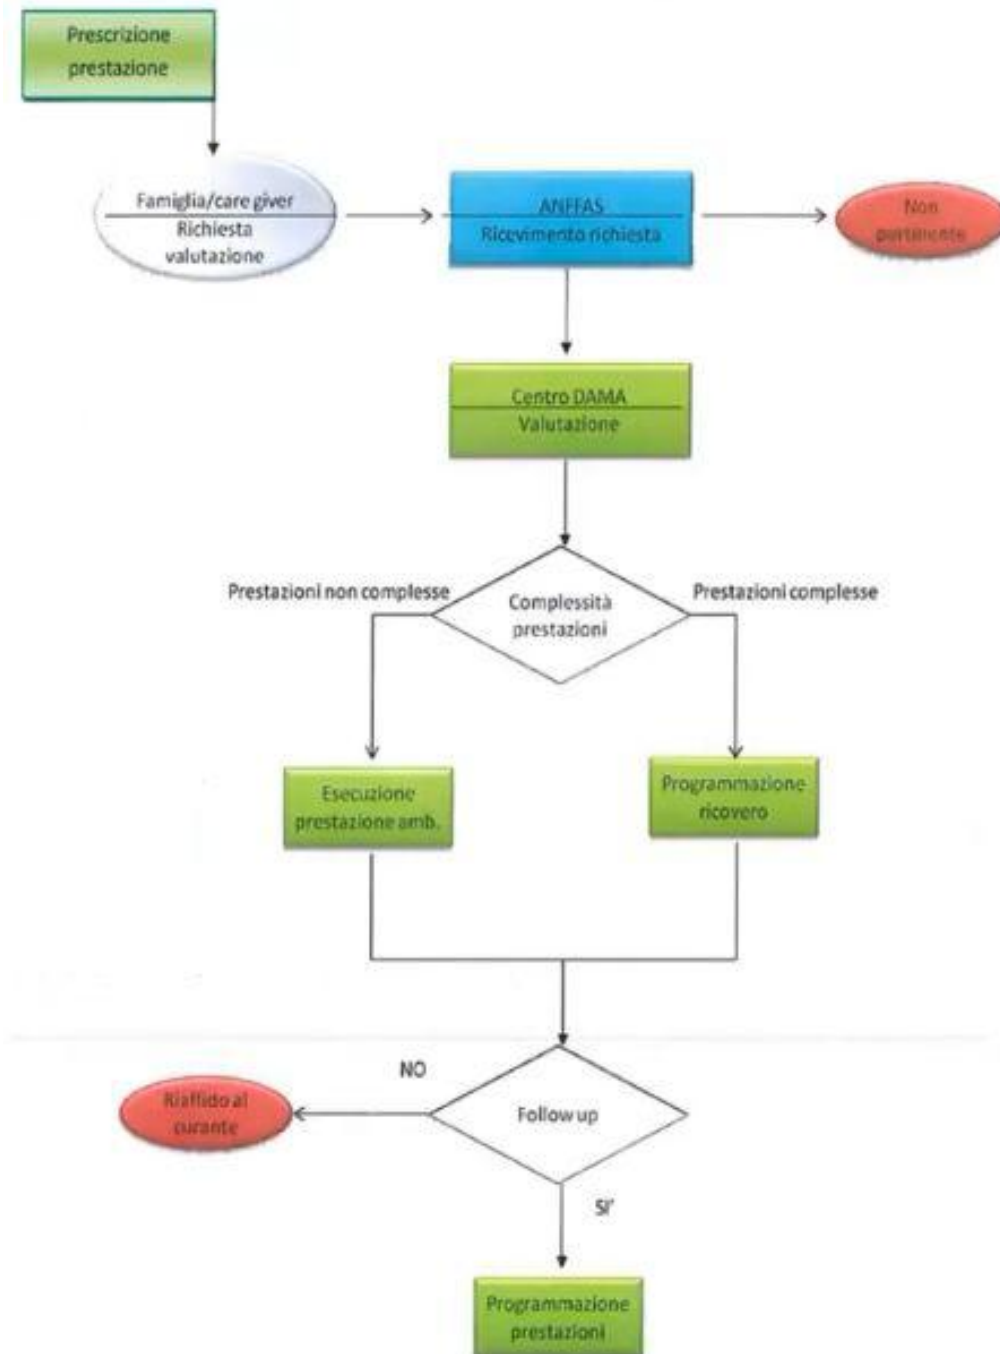 Prescrizione
prestazione
Famiglia/care giver
Richiesta
valutazione
ANFFAS
Ricevimento richiesta
Non
pertinente
Centro DAMA
Valutazione
Prestazioni non complesse
Prestazioni complesse
Complessità
prestazioni
Esecuzione
prestazione amb.
Programmazione
ricovero
NO
Riaffido al
curante
Follow up
SI'
Programmazione
prestazioni